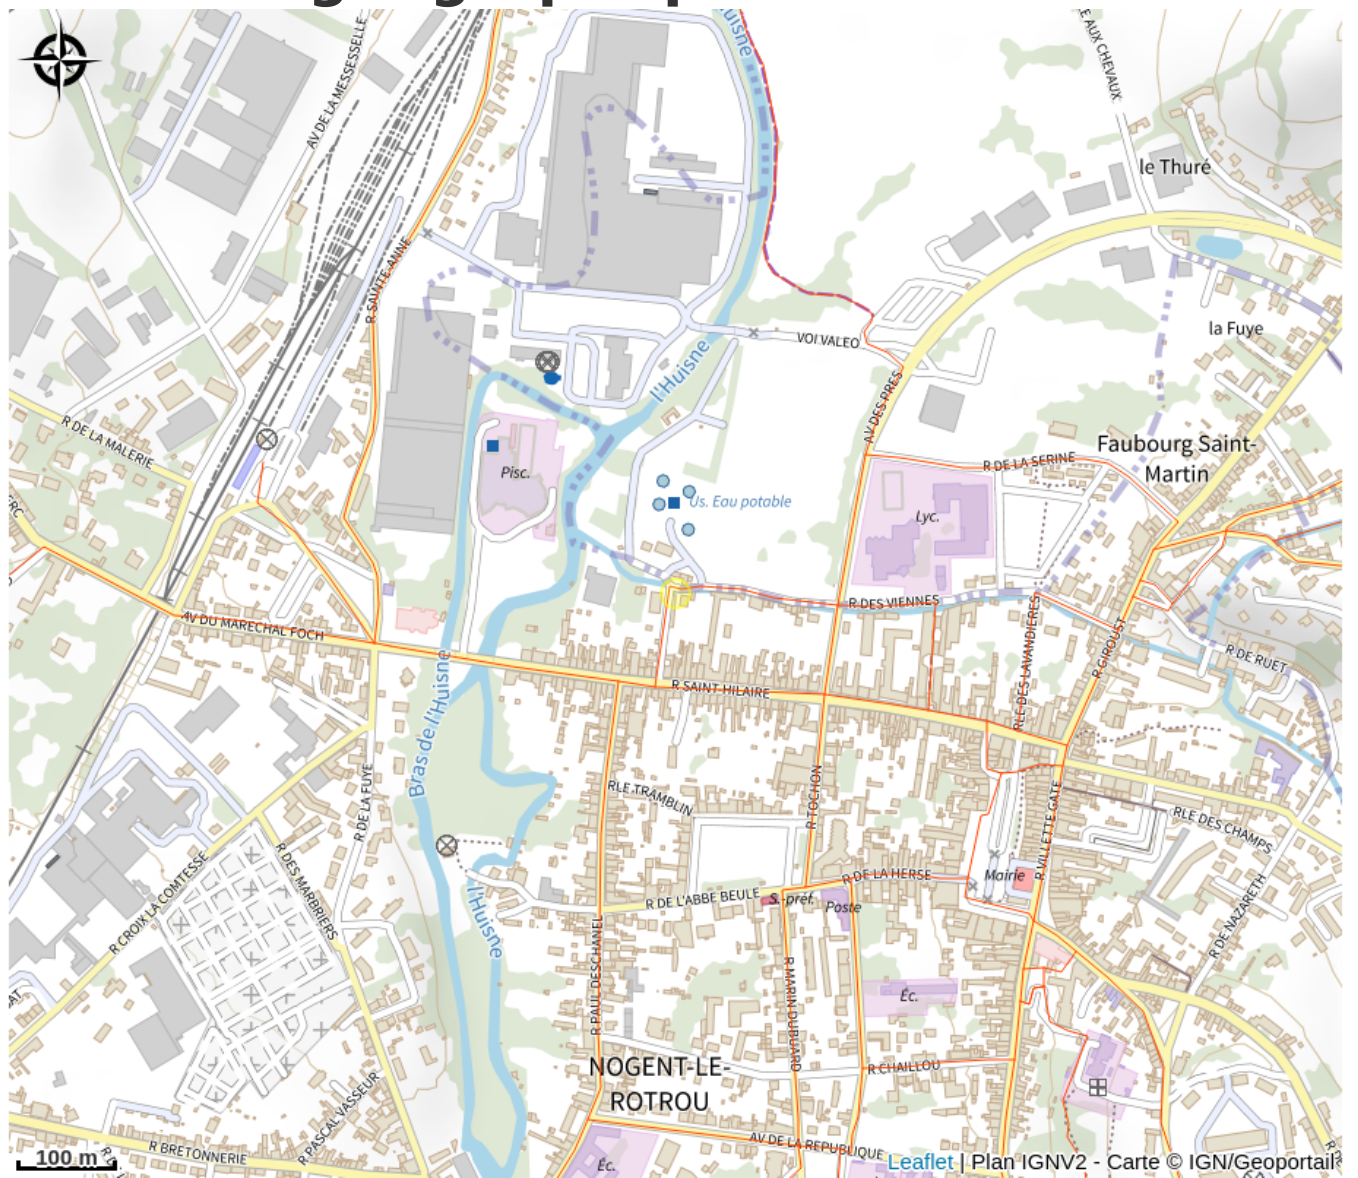 l'Huisne
AV DE LA MESSESSELLE
E AUX CHEVAUX
le Thuré
R SAINTE-ANNE
la Fuye
VOI.VALEO
l'Huisne
AV DES PRES
R DE LA MALERIE
Faubourg Saint-
Martin
R DE LA SERINE
Pisc.
Us. Eau potable
Lyc.
ERC
R DES VIENNES
AV DU MARECHAL FOCH
RLE DES LAVANDIERES
R GIROUST
R DE RUET
R SAINT-HILAIRE
Bras de l'Huisne
RLE TRAMBLIN
R TOCHON
R DE LA FUYE
R VILLETTE GATE
RLE DES CHAMPS
R DES MARBRIERS
R CROIX LA COMTESSE
Mairie
R DE LA HERSE
R DE L'ABBE BEULE
S.-préf.
Poste
l'Huisne
R DE NAZARETH
R PAUL DESCHANEL
R MARIN DUBUARD
Éc.
NOGENT-LE-
ROTROU
R CHAILLOU
R PASCAL VASSEUR
R BRETONNERIE
AV DE LA REPUBLIQUE
Éc.
100 m
Leaflet | Plan IGNV2 - Carte © IGN/Geoportail